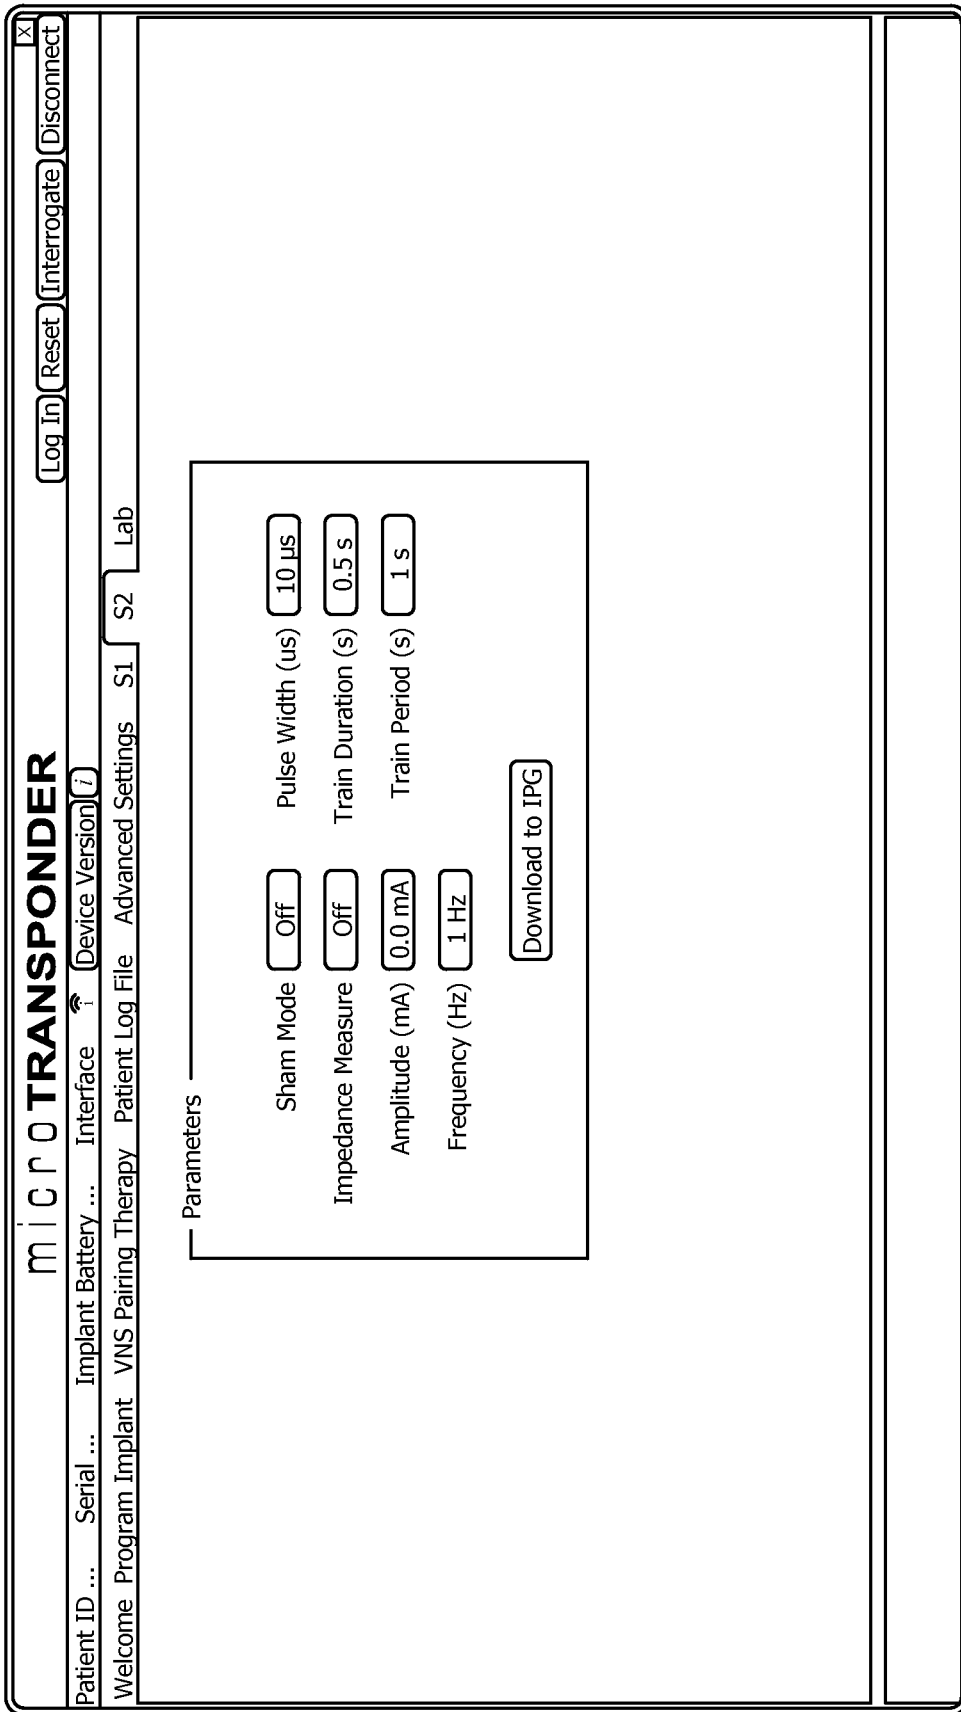 microTRANSPONDER
X
Log In Reset Interrogate Disconnect
Patient ID ... Serial ... Implant Battery ... Interface i Device Version i
Welcome Program Implant VNS Pairing Therapy Patient Log File Advanced Settings S1 S2 Lab
Parameters
Sham Mode Off Pulse Width (us) 10 µs
Impedance Measure Off Train Duration (s) 0.5 s
Amplitude (mA) 0.0 mA Train Period (s) 1 s
Frequency (Hz) 1 Hz
Download to IPG